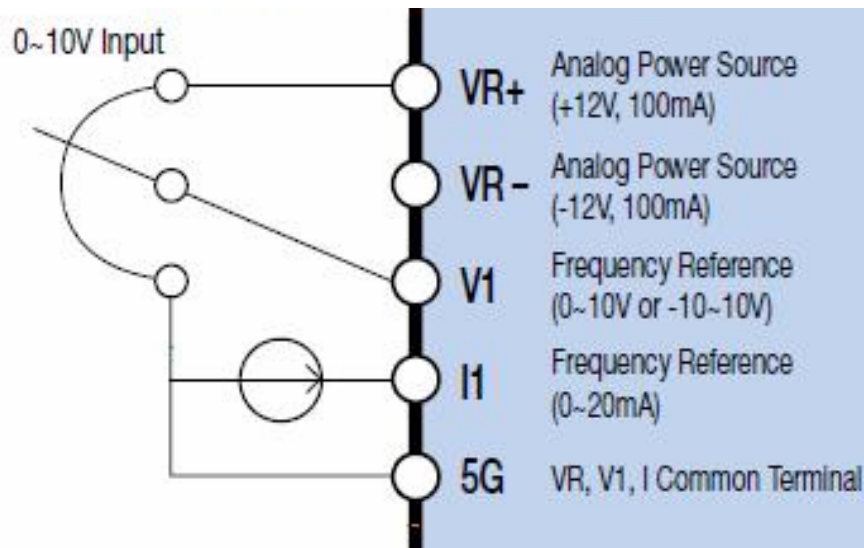 0~10V Input
VR+
Analog Power Source
(+12V, 100mA)
VR-
Analog Power Source
(-12V, 100mA)
V1
Frequency Reference
(0~10V or -10~10V)
I1
Frequency Reference
(0~20mA)
5G
VR, V1, I Common Terminal